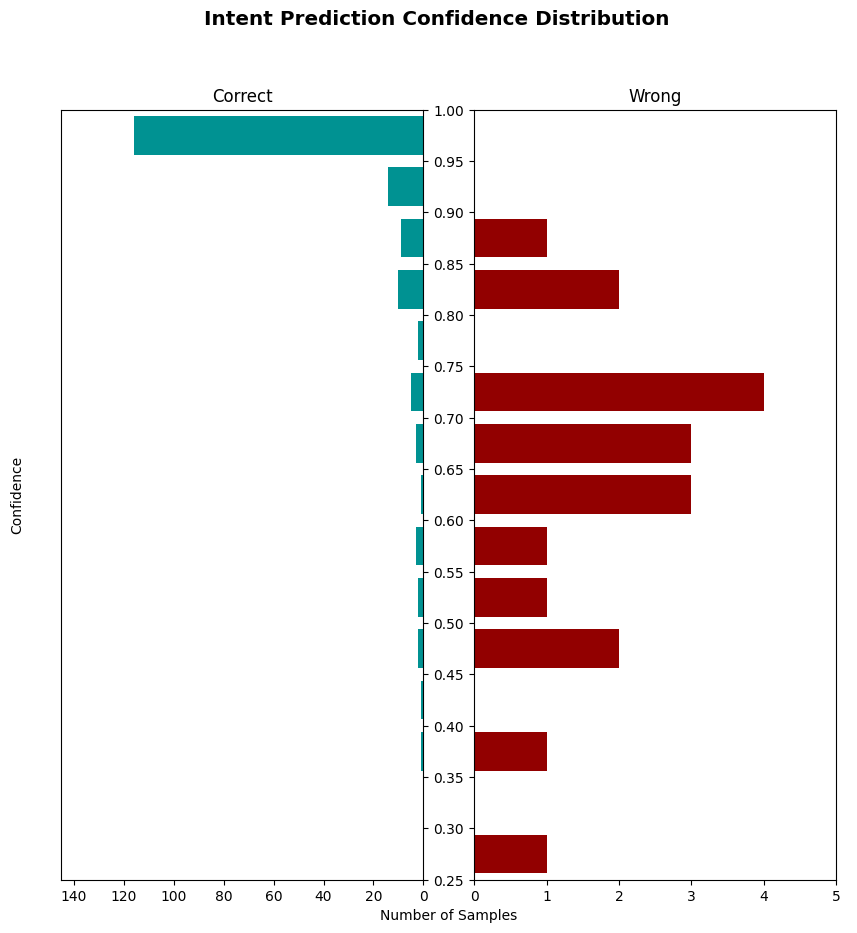 Intent Prediction Confidence Distribution
Correct
Wrong
1.00
0.95
0.90
0.85
0.80
0.75
0.70
0.65
0.60
0.55
0.50
0.45
0.40
0.35
0.30
0.25
Confidence
140 120 100 80 60 40 20 0
0 1 2 3 4 5
Number of Samples